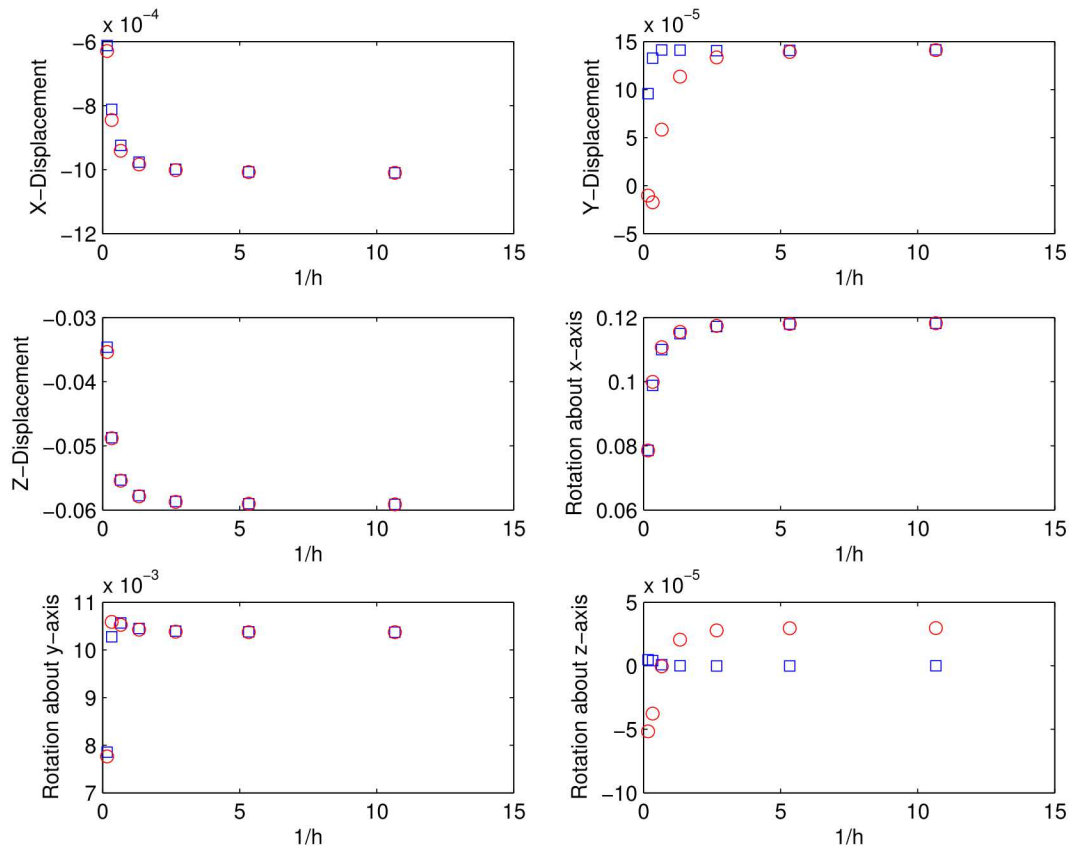 x 10⁻⁴
−6
−8
−10
−12
X−Displacement
0 5 10 15
1/h
x 10⁻⁵
15
10
5
0
−5
Y−Displacement
0 5 10 15
1/h
−0.03
−0.04
−0.05
−0.06
Z−Displacement
0 5 10 15
1/h
0.12
0.1
0.08
0.06
Rotation about x−axis
0 5 10 15
1/h
x 10⁻³
11
10
9
8
7
Rotation about y−axis
0 5 10 15
1/h
x 10⁻⁵
5
0
−5
−10
Rotation about z−axis
0 5 10 15
1/h